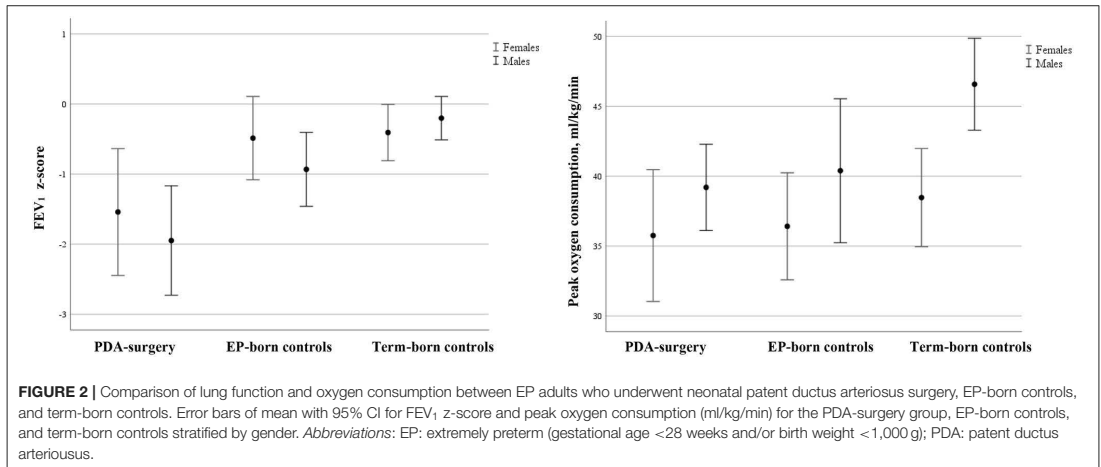 1
0
-1
-2
-3
FEV₁ z-score
Females
Males
PDA-surgery EP-born controls Term-born controls
50
45
40
35
30
Peak oxygen consumption, ml/kg/min
Females
Males
PDA-surgery EP-born controls Term-born controls
FIGURE 2 | Comparison of lung function and oxygen consumption between EP adults who underwent neonatal patent ductus arteriosus surgery, EP-born controls,
and term-born controls. Error bars of mean with 95% CI for FEV₁ z-score and peak oxygen consumption (ml/kg/min) for the PDA-surgery group, EP-born controls,
and term-born controls stratified by gender. Abbreviations: EP: extremely preterm (gestational age <28 weeks and/or birth weight <1,000 g); PDA: patent ductus
arteriousus.